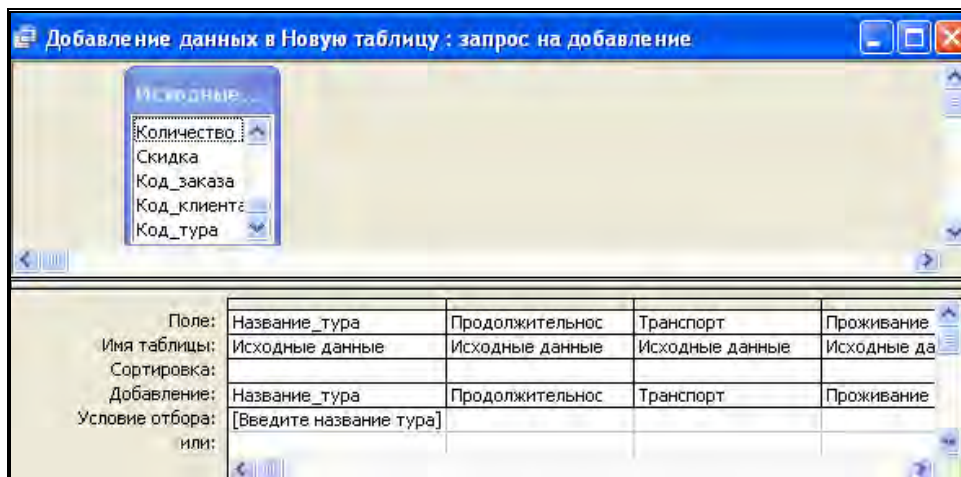 Добавление данных в Новую таблицу : запрос на добавление
Исходные...
Количество
Скидка
Код_заказа
Код_клиента
Код_тура
Поле: Название_тура Продолжительнос Транспорт Проживание
Имя таблицы: Исходные данные Исходные данные Исходные данные Исходные да
Сортировка:
Добавление: Название_тура Продолжительнос Транспорт Проживание
Условие отбора: [Введите название тура]
или: